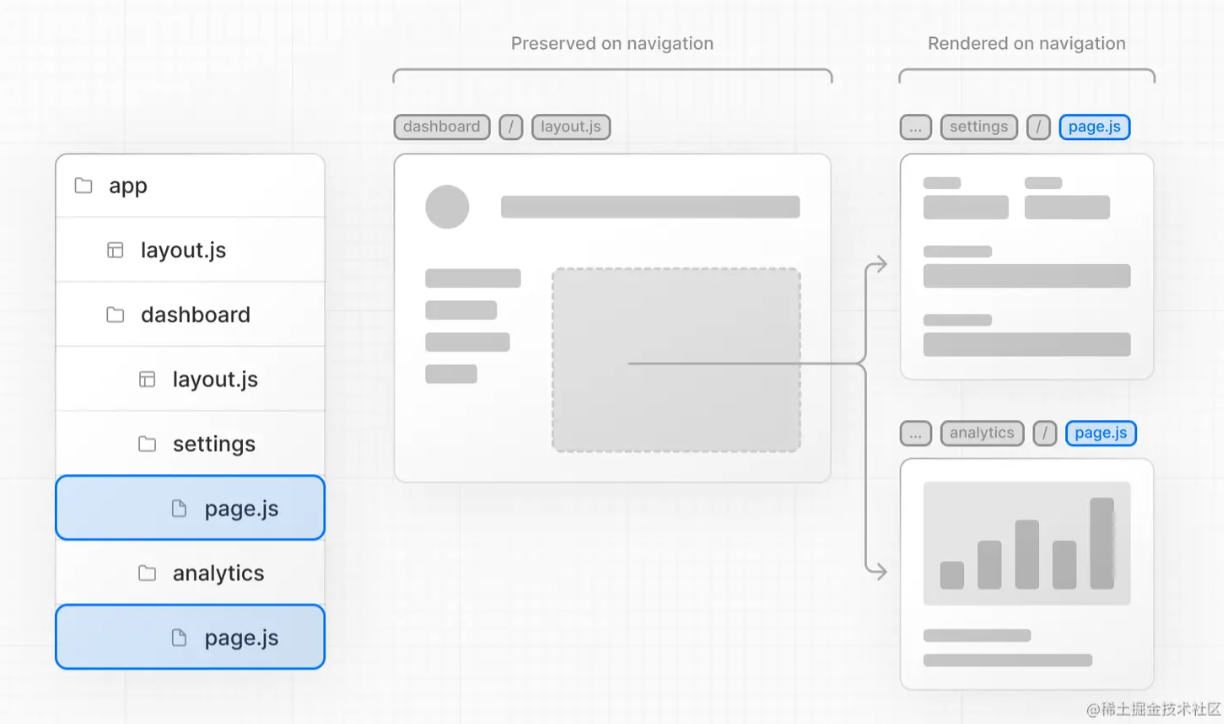 Preserved on navigation
Rendered on navigation
dashboard / layout.js
... settings / page.js
app
layout.js
dashboard
layout.js
settings
page.js
analytics
page.js
... analytics / page.js
@稀土掘金技术社区